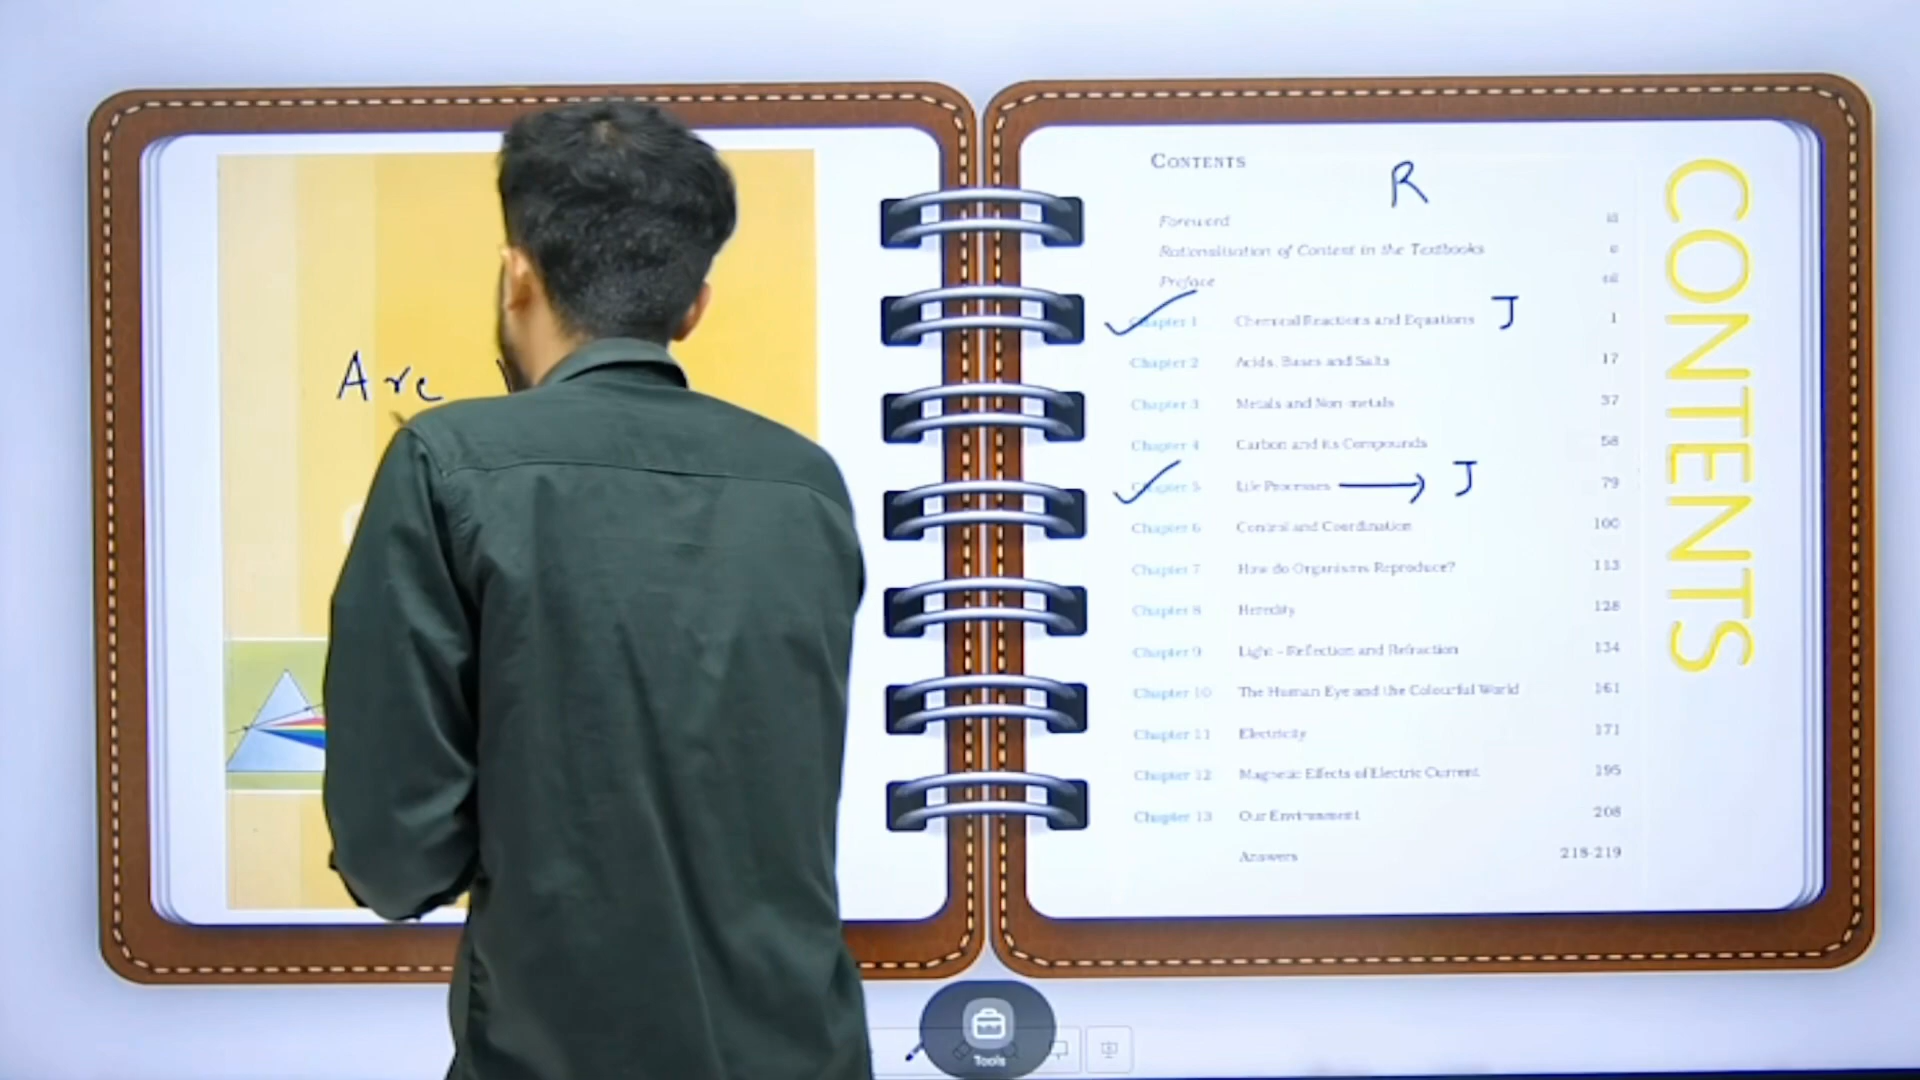 Are
CONTENTS
R
Foreword iii
Rationalisation of Content in the Textbooks v
Preface vii
Chapter 1 Chemical Reactions and Equations J 1
Chapter 2 Acids, Bases and Salts 17
Chapter 3 Metals and Non-metals 37
Chapter 4 Carbon and its Compounds 58
Chapter 5 Life Processes → J 79
Chapter 6 Control and Coordination 100
Chapter 7 How do Organisms Reproduce? 113
Chapter 8 Heredity 128
Chapter 9 Light – Reflection and Refraction 134
Chapter 10 The Human Eye and the Colourful World 161
Chapter 11 Electricity 171
Chapter 12 Magnetic Effects of Electric Current 195
Chapter 13 Our Environment 208
Answers 218-219
CONTENTS
Tools